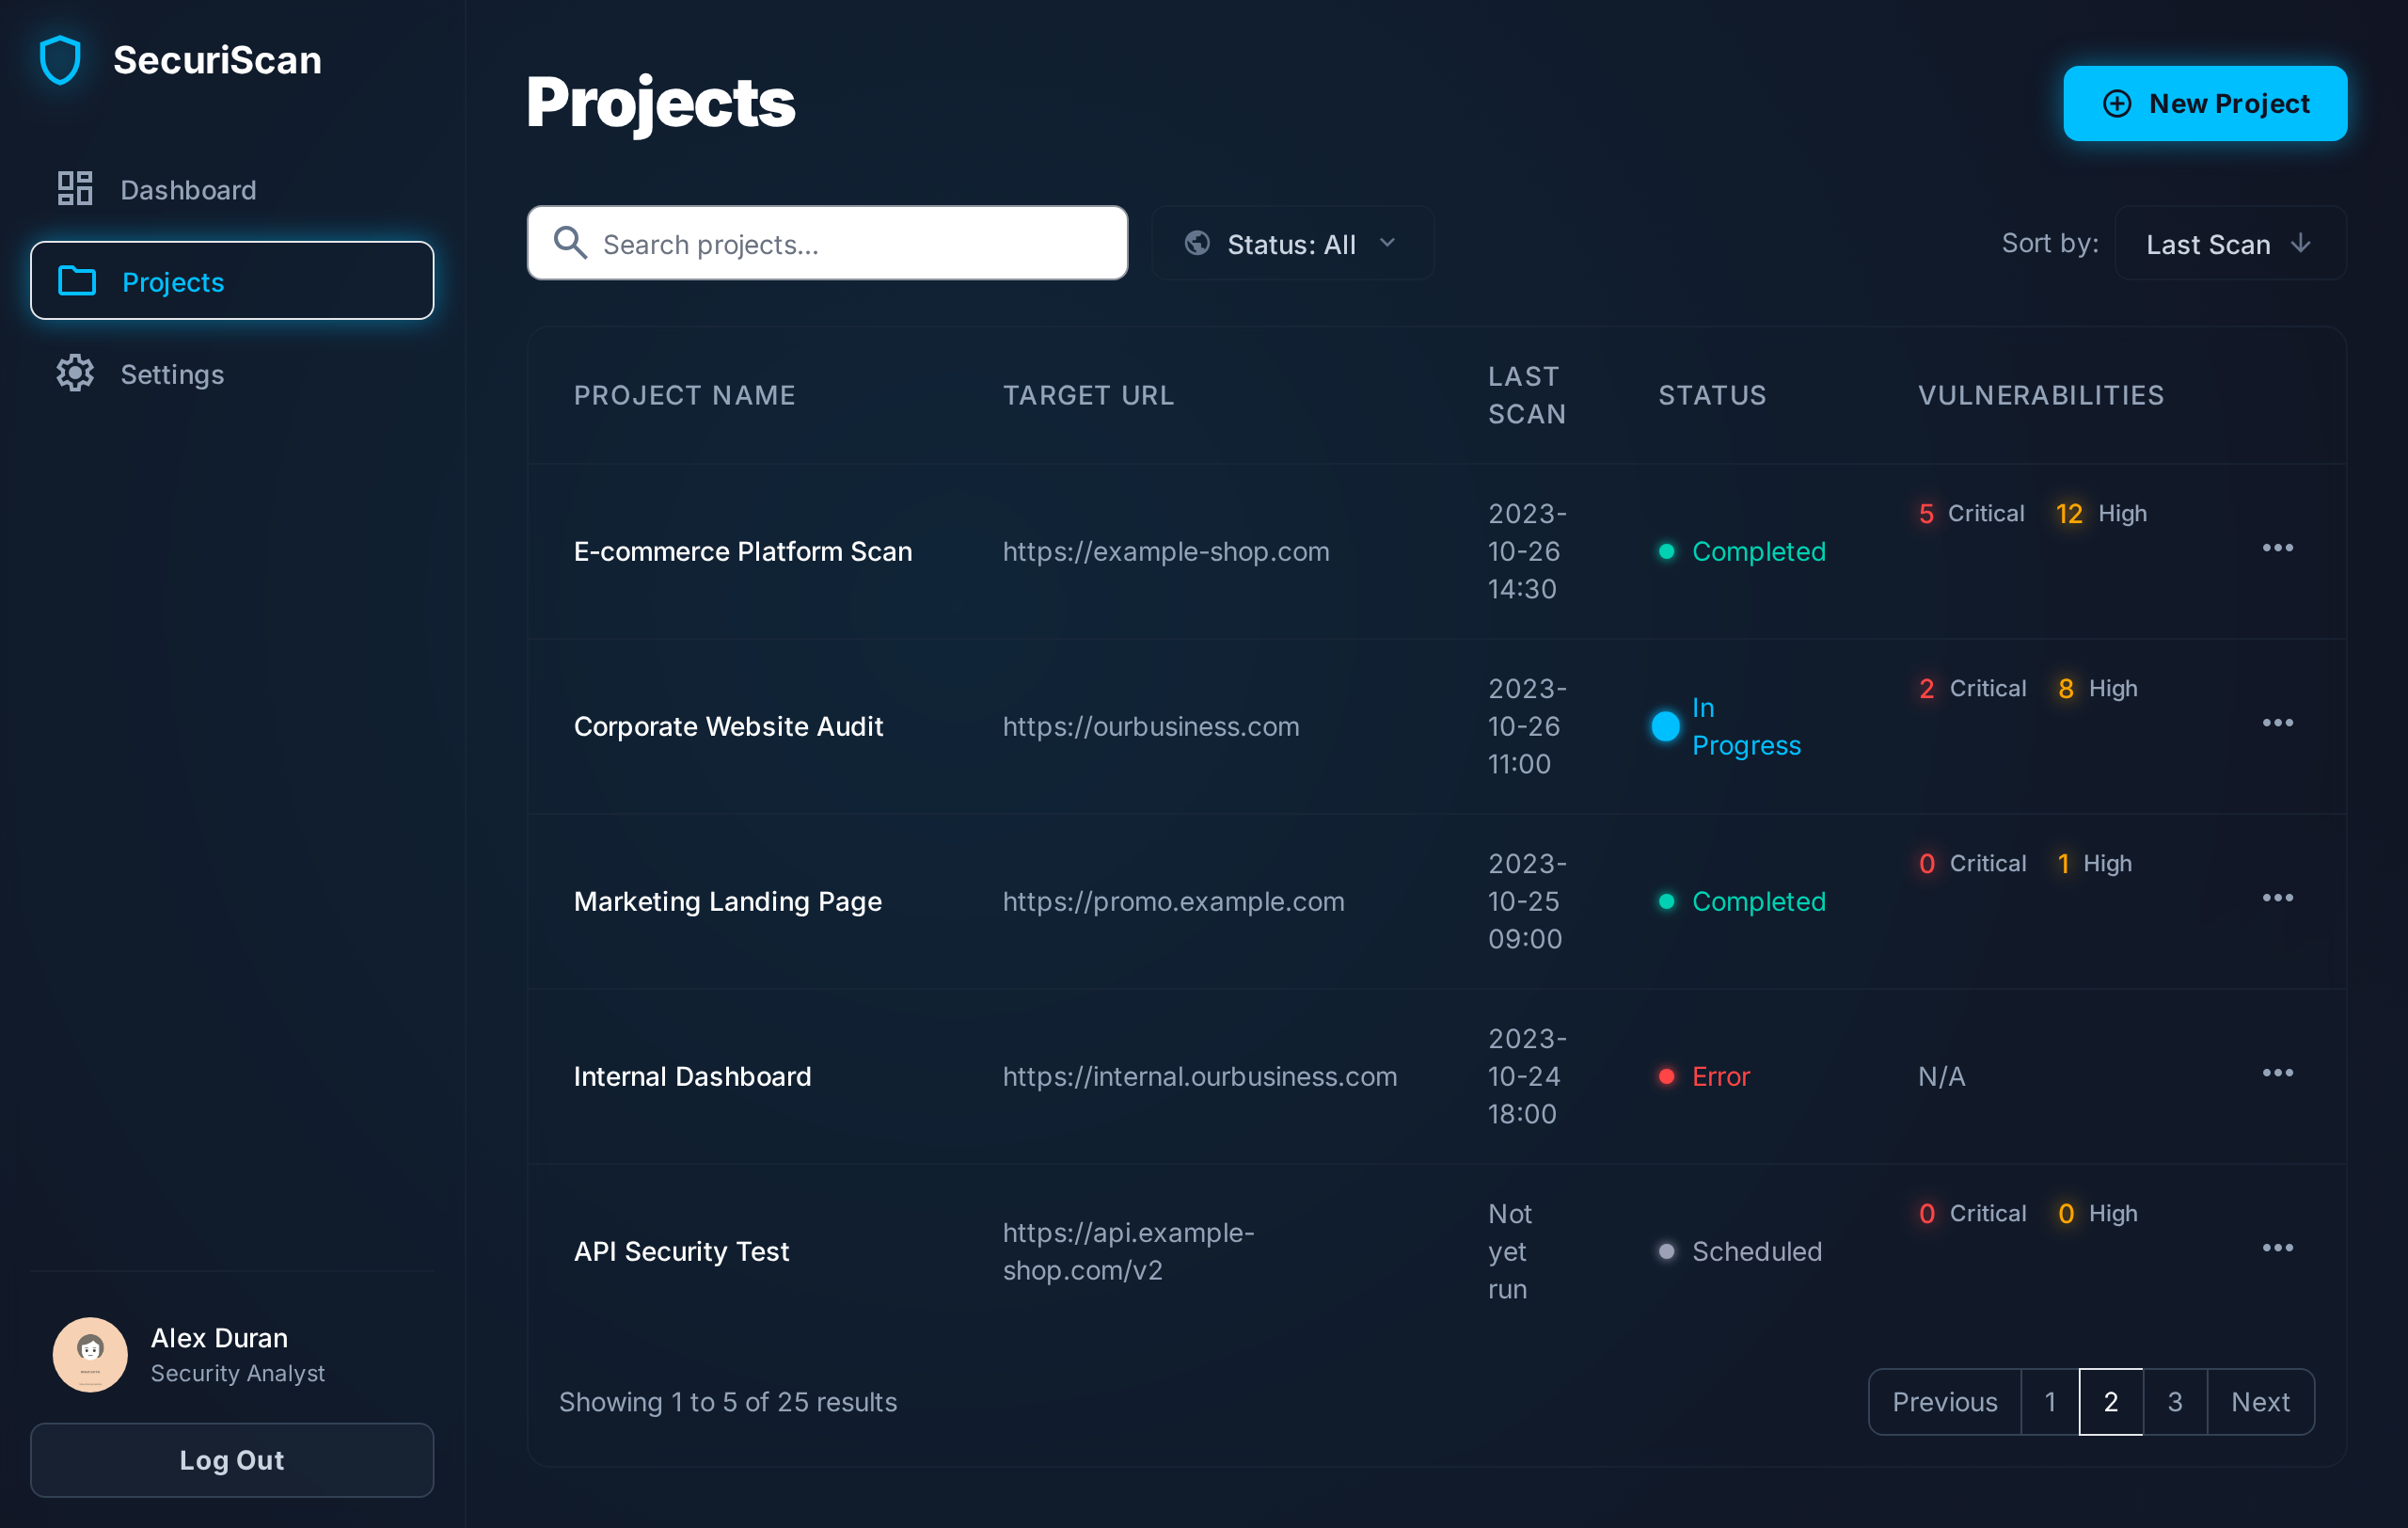 SecuriScan
Dashboard
Projects
Settings
Alex Duran
Security Analyst
Log Out
Projects
New Project
Search projects...
Status: All
Sort by:
Last Scan
PROJECT NAME
TARGET URL
LAST
SCAN
STATUS
VULNERABILITIES
E-commerce Platform Scan
https://example-shop.com
2023-
10-26
14:30
Completed
5 Critical 12 High
Corporate Website Audit
https://ourbusiness.com
2023-
10-26
11:00
In
Progress
2 Critical 8 High
Marketing Landing Page
https://promo.example.com
2023-
10-25
09:00
Completed
0 Critical 1 High
Internal Dashboard
https://internal.ourbusiness.com
2023-
10-24
18:00
Error
N/A
API Security Test
https://api.example-
shop.com/v2
Not
yet
run
Scheduled
0 Critical 0 High
Showing 1 to 5 of 25 results
Previous 1 2 3 Next